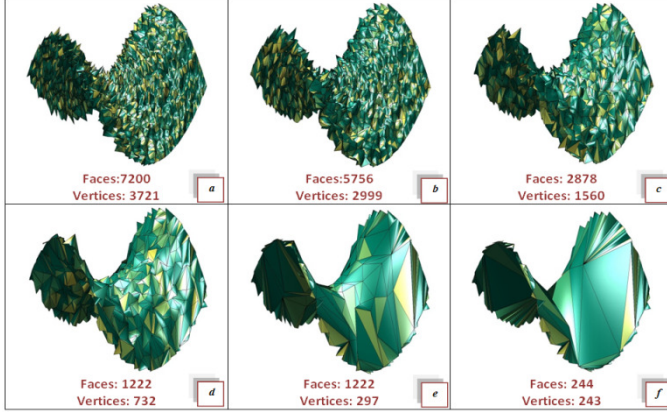 Faces:7200
Vertices: 3721
a
Faces:5756
Vertices: 2999
b
Faces: 2878
Vertices: 1560
c
Faces: 1222
Vertices: 732
d
Faces: 1222
Vertices: 297
e
Faces: 244
Vertices: 243
f